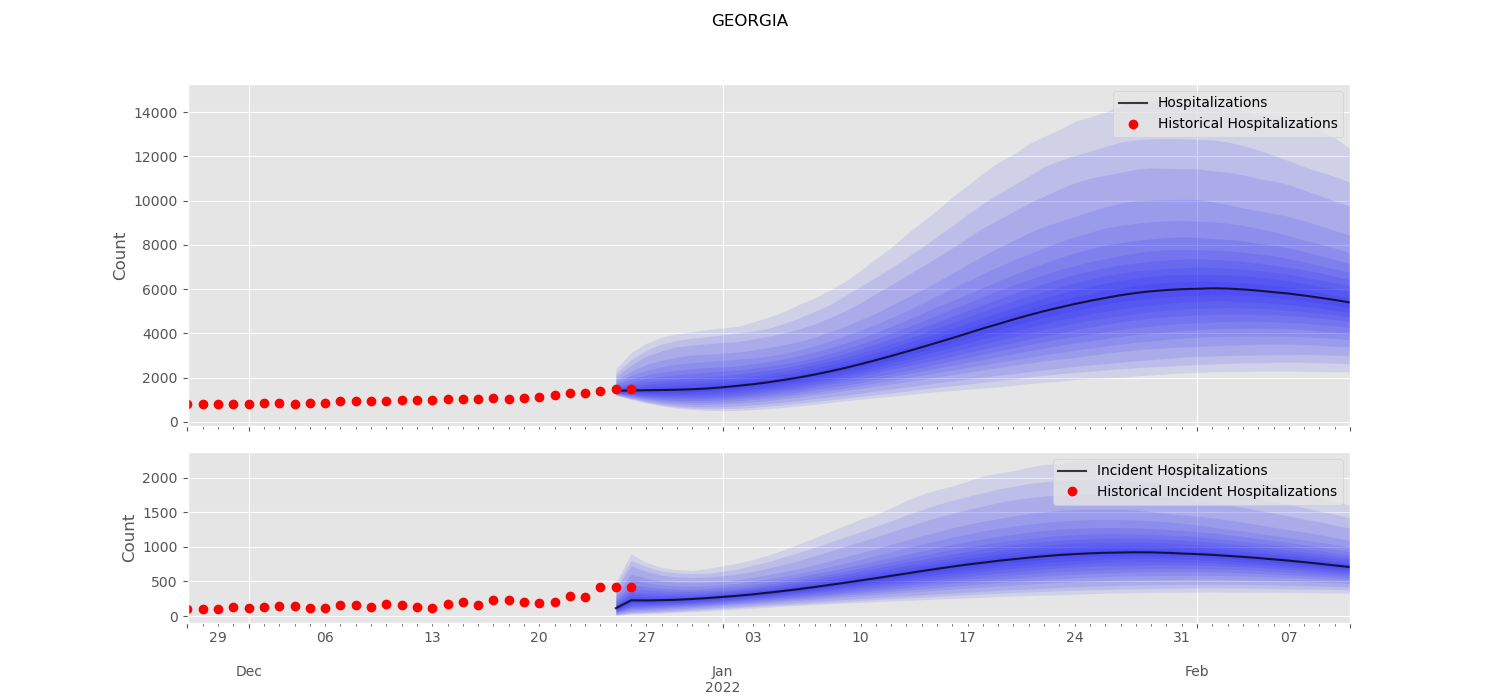 GEORGIA
14000
12000
10000
8000
6000
4000
2000
0
Count
Hospitalizations
Historical Hospitalizations
2000
1500
1000
500
0
Count
Incident Hospitalizations
Historical Incident Hospitalizations
29 06 13 20 27 03 10 17 24 31 07
Dec Jan Feb
2022